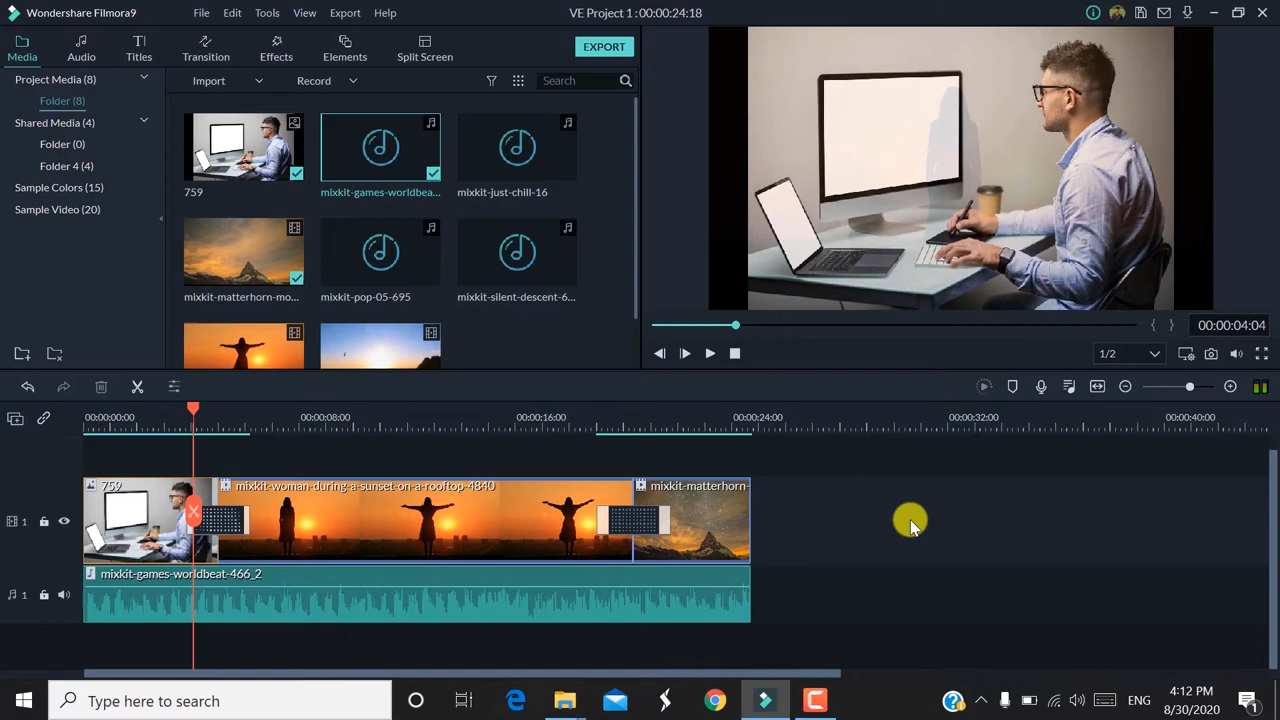 Wondershare Filmora9 File Edit Tools View Export Help VE Project 1 : 00:00:24:18
Media Audio Titles Transition Effects Elements Split Screen EXPORT
Project Media (8)
Folder (8)
Shared Media (4)
Folder (0)
Folder 4 (4)
Sample Colors (15)
Sample Video (20)
Import Record Search
759 mixkit-games-worldbea... mixkit-just-chill-16
mixkit-matterhorn-mo... mixkit-pop-05-695 mixkit-silent-descent-6...
00:00:04:04
1/2
00:00:00:00 00:00:08:00 00:00:16:00 00:00:24:00 00:00:32:00 00:00:40:00
759 mixkit-woman-during-a-sunset-on-a-rooftop-4840 mixkit-matterhorn-
1
mixkit-games-worldbeat-466_2
1
Type here to search
ENG
4:12 PM
8/30/2020
1